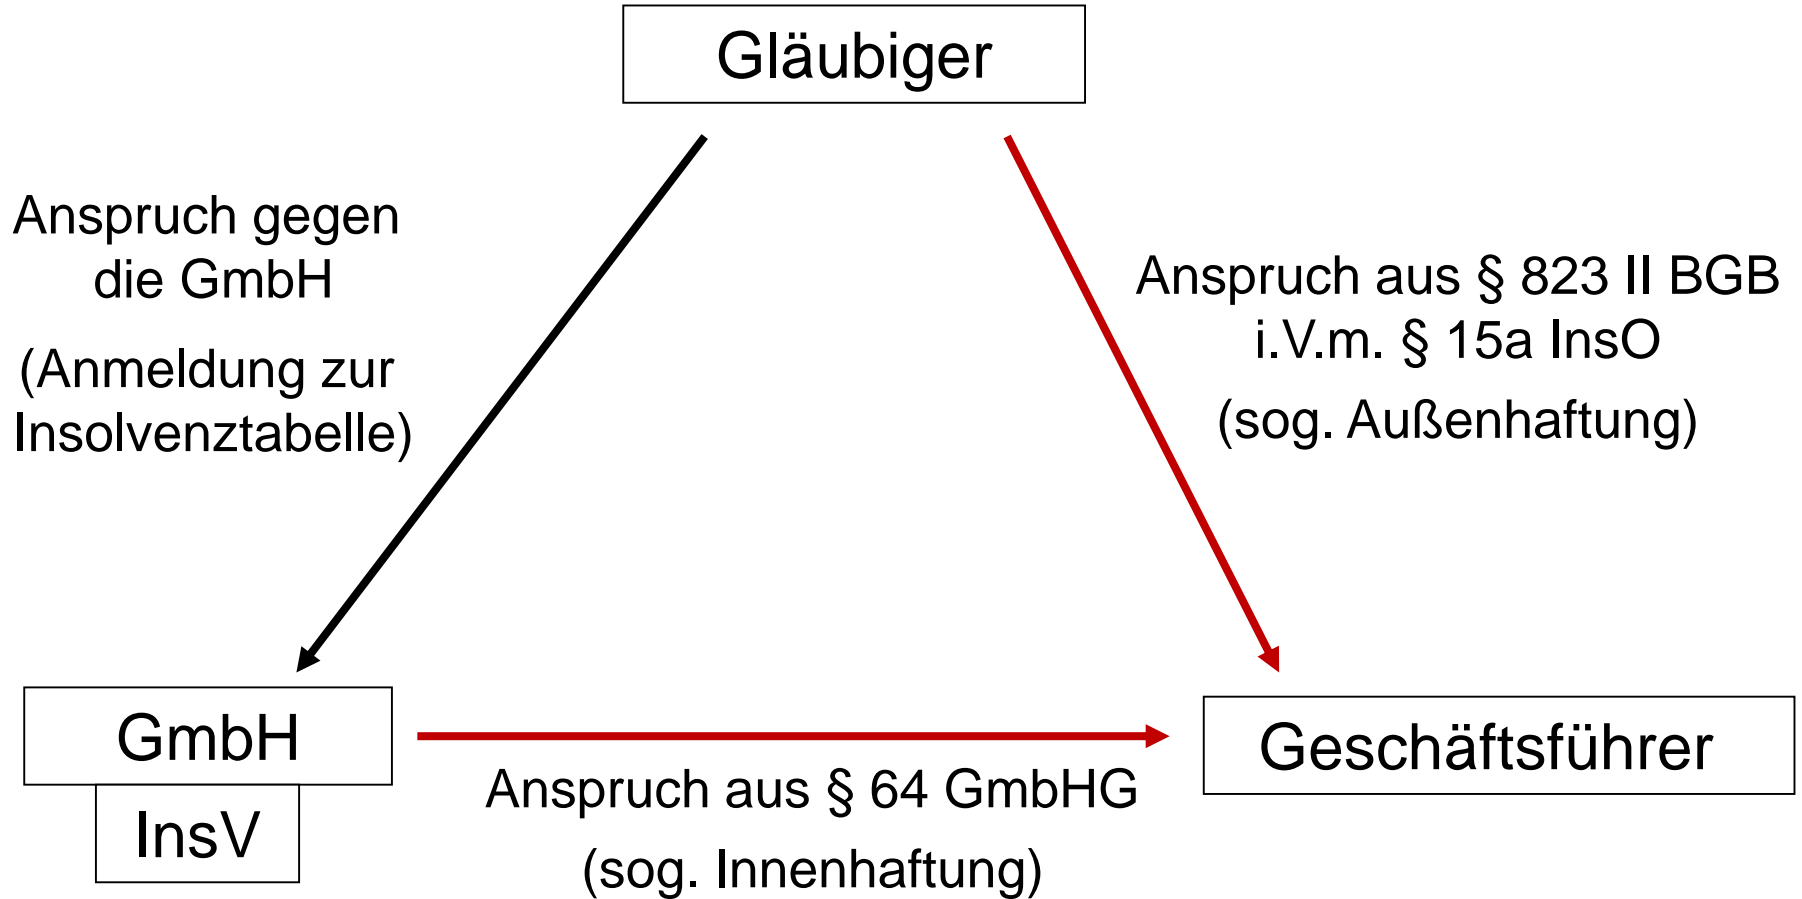 Gläubiger
Anspruch gegen
die GmbH
(Anmeldung zur
Insolvenztabelle)
Anspruch aus § 823 II BGB
i.V.m. § 15a InsO
(sog. Außenhaftung)
GmbH
InsV
Anspruch aus § 64 GmbHG
(sog. Innenhaftung)
Geschäftsführer